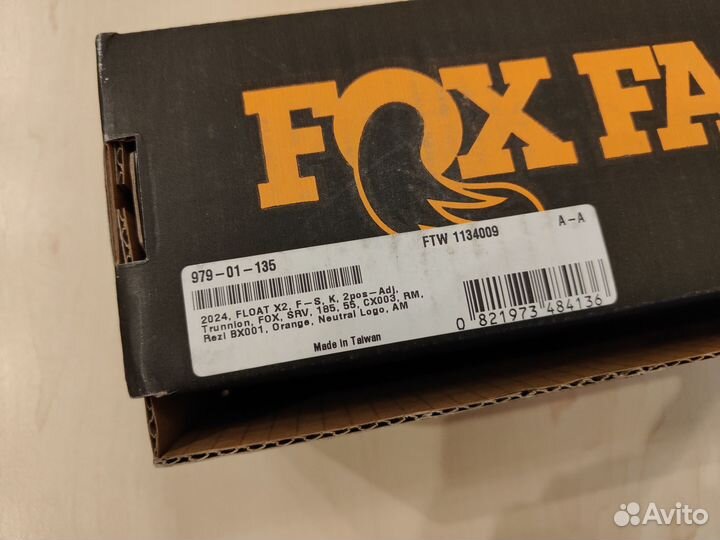 FOX FA
979-01-135
FTW 1134009
A-A
2024, FLOAT X2, F-S, K, 2pos-Adj,
Trunnion, FOX, SRV, 185, 55, CX003, RM,
Rezi BX001, Orange, Neutral Logo, AM
Made in Taiwan
0 821973 484136
Avito